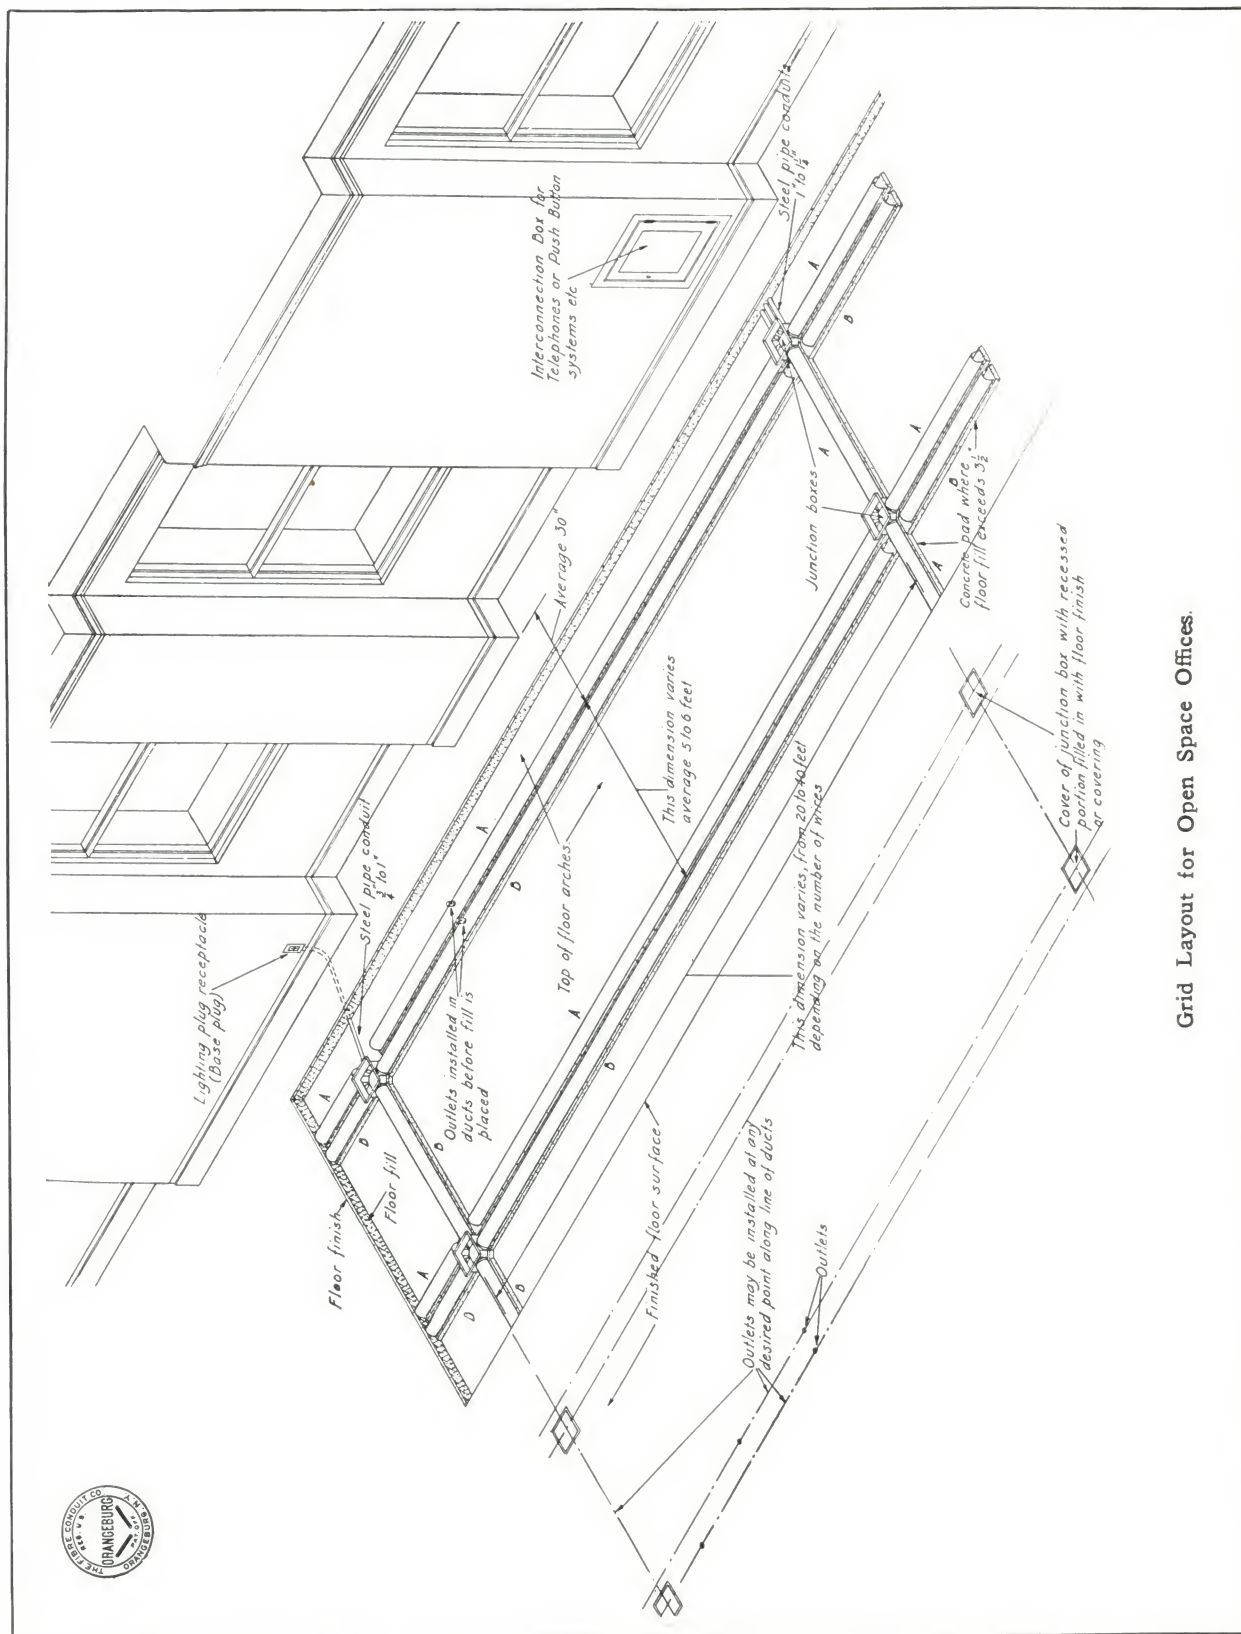 THE FIBRE CONDUIT CO.
REG. U.S.
ORANGEBURG
PAT. OFF.
ORANGEBURG, N.Y.
Lighting plug receptacle
(Base plug)
Steel pipe conduit
3/4" to 1"
Interconnection Box for
Telephones or Push Button
systems etc
Steel pipe conduits
1" to 1 1/2"
Floor finish
Floor fill
Outlets installed in
ducts before fill is
placed
Top of floor arches
Average 30"
This dimension varies
average 5 to 6 feet
Junction boxes
Concrete pad where
floor fill exceeds 3 1/2"
This dimension varies, from 20 to 40 feet
depending on the number of wires
Finished floor surface
Outlets may be installed at any
desired point along line of ducts
Outlets
Cover of junction box with recessed
portion filled in with floor finish
or covering
A
B
A
D
B
B
A
B
A
B
A
A
B
A
B
A
Grid Layout for Open Space Offices.